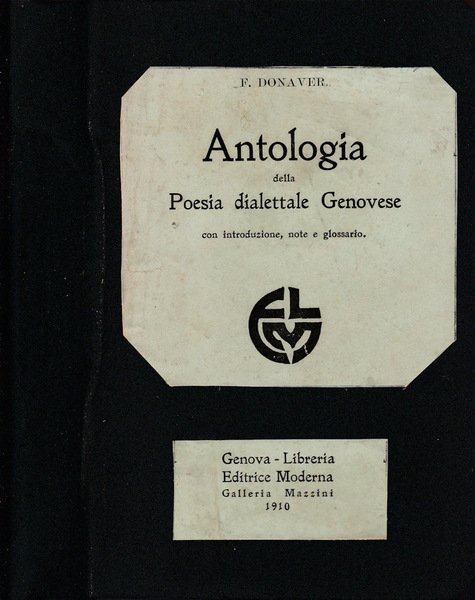 F. DONAVER.
Antologia
della
Poesia dialettale Genovese
con introduzione, note e glossario.
Genova - Libreria
Editrice Moderna
Galleria Mazzini
1910